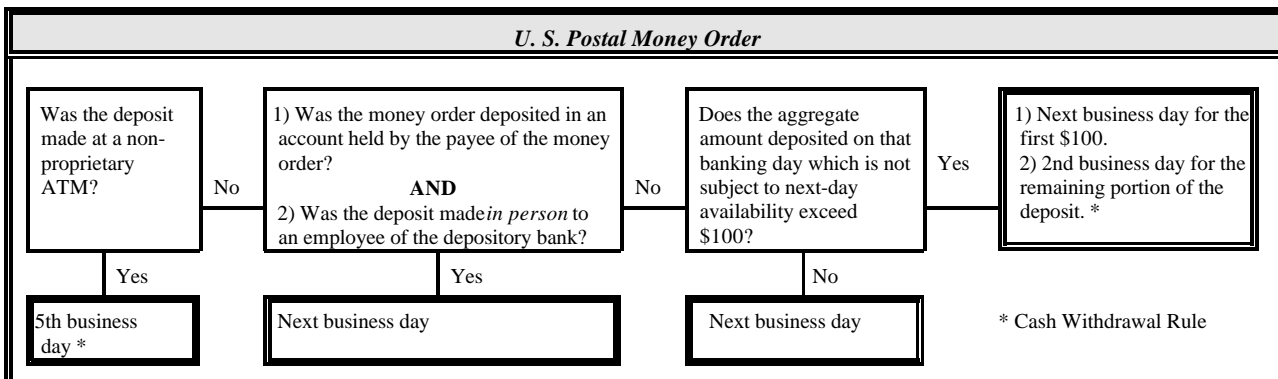 U. S. Postal Money Order
Was the deposit
made at a non-
proprietary
ATM?
No
1) Was the money order deposited in an
account held by the payee of the money
order?
AND
2) Was the deposit made in person to
an employee of the depository bank?
No
Does the aggregate
amount deposited on that
banking day which is not
subject to next-day
availability exceed
$100?
Yes
1) Next business day for the
first $100.
2) 2nd business day for the
remaining portion of the
deposit. *
Yes
Yes
No
5th business
day *
Next business day
Next business day
* Cash Withdrawal Rule